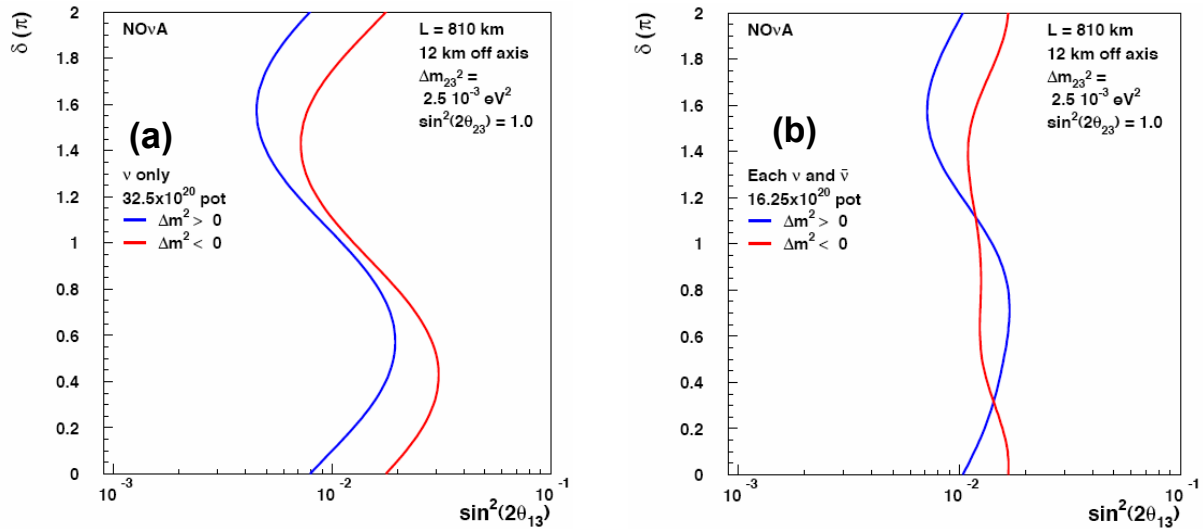 δ (π)
2
1.8
1.6
1.4
1.2
1
0.8
0.6
0.4
0.2
0
NOνA
L = 810 km
12 km off axis
Δm₂₃² =
2.5 10⁻³ eV²
sin²(2θ₂₃) = 1.0
(a)
ν only
32.5x10²⁰ pot
Δm² > 0
Δm² < 0
10⁻³
10⁻²
10⁻¹
sin²(2θ₁₃)
δ (π)
2
1.8
1.6
1.4
1.2
1
0.8
0.6
0.4
0.2
0
NOνA
L = 810 km
12 km off axis
Δm₂₃² =
2.5 10⁻³ eV²
sin²(2θ₂₃) = 1.0
(b)
Each ν and ν̄
16.25x10²⁰ pot
Δm² > 0
Δm² < 0
10⁻³
10⁻²
10⁻¹
sin²(2θ₁₃)